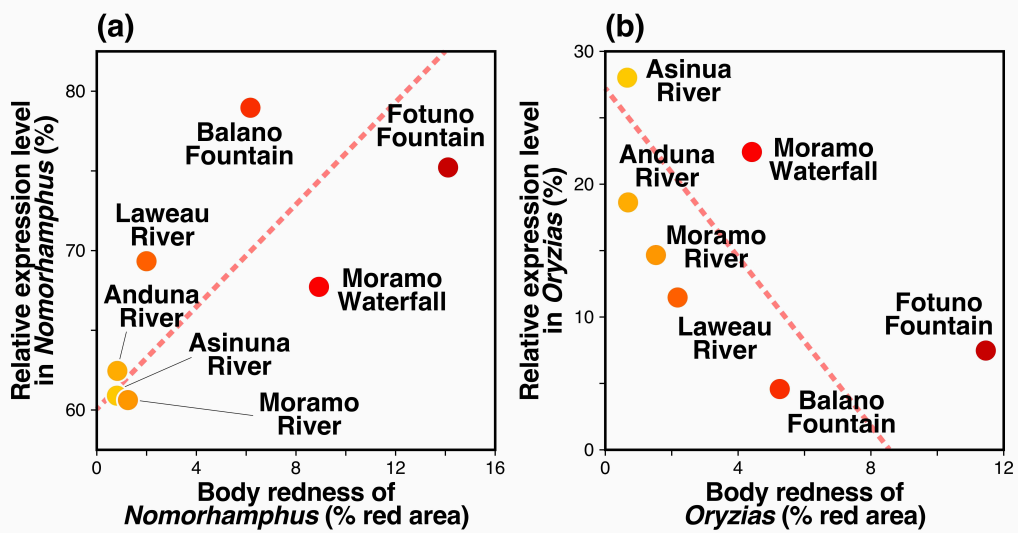 (a)
Relative expression level
in Nomorhamphus (%)
80
70
60
Balano
Fountain
Fotuno
Fountain
Laweau
River
Moramo
Waterfall
Anduna
River
Asinuna
River
Moramo
River
0 4 8 12 16
Body redness of
Nomorhamphus (% red area)
(b)
Relative expression level
in Oryzias (%)
30
20
10
0
Asinua
River
Moramo
Waterfall
Anduna
River
Moramo
River
Laweau
River
Fotuno
Fountain
Balano
Fountain
0 4 8 12
Body redness of
Oryzias (% red area)